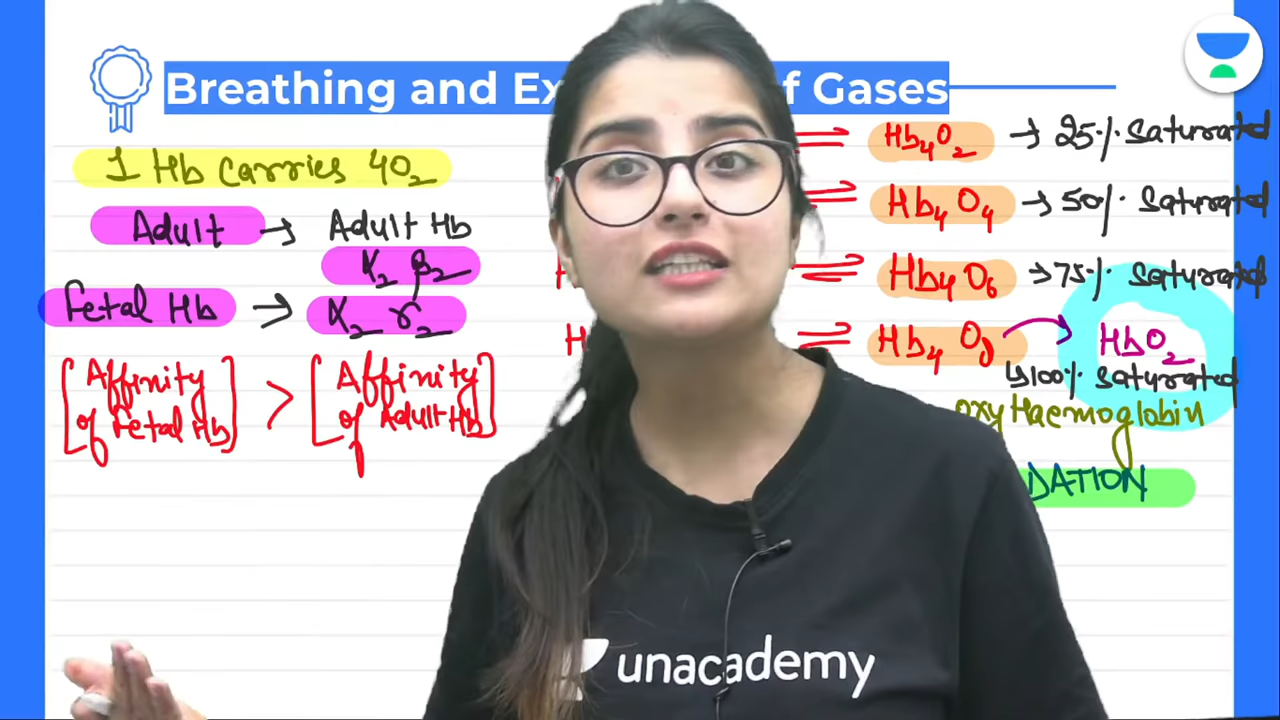 Breathing and Ex f Gases
1 Hb carries 4O₂
Adult → Adult Hb
α₂ β₂
Fetal Hb → α₂ γ₂
[Affinity of Fetal Hb] > [Affinity of Adult Hb]
⇌ Hb₄O₂ → 25% saturated
⇌ Hb₄O₄ → 50% saturated
H ⇌ Hb₄O₆ → 75% saturated
H ⇌ Hb₄O₈ → HbO₂
↳ 100% saturated
oxyHaemoglobin
DATION
unacademy